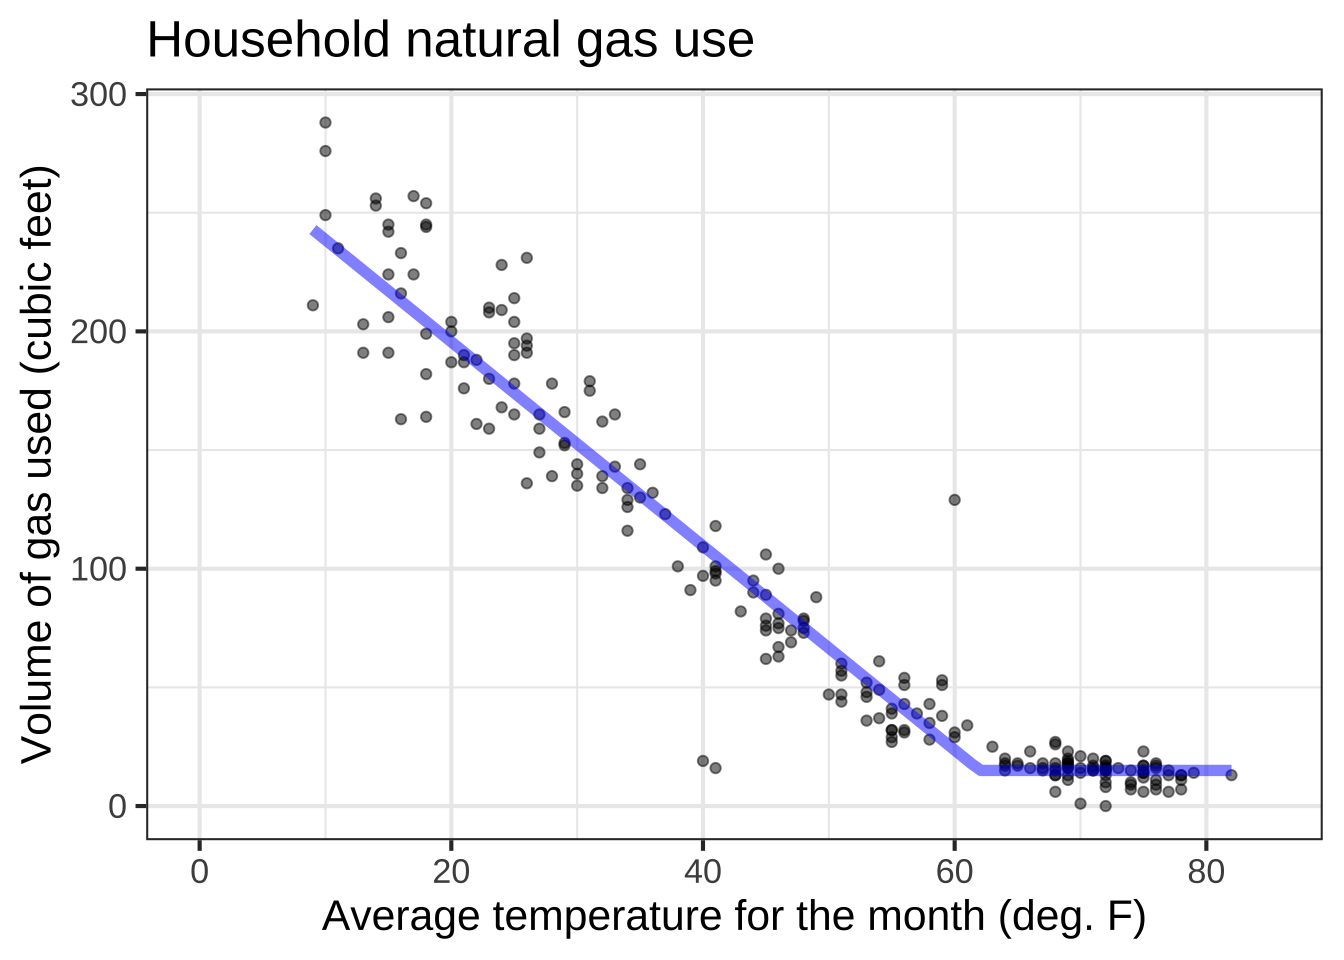 Household natural gas use
300
200
100
0
Volume of gas used (cubic feet)
0 20 40 60 80
Average temperature for the month (deg. F)